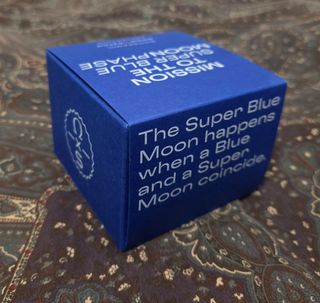 MISSION
TO THE
SUPER BLUE
MOONPHASE
The Super Blue
Moon happens
when a Blue
and a Super
Moon coincide.